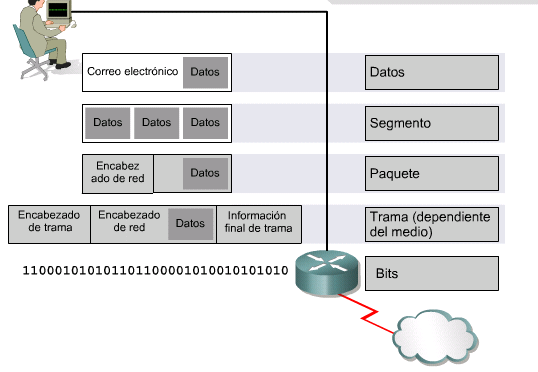 Correo electrónico Datos
Datos
Datos Datos Datos
Segmento
Encabez
ado de red
Datos
Paquete
Encabezado
de trama
Encabezado
de red
Datos
Información
final de trama
Trama (dependiente
del medio)
110001010101101100001010010101010
Bits